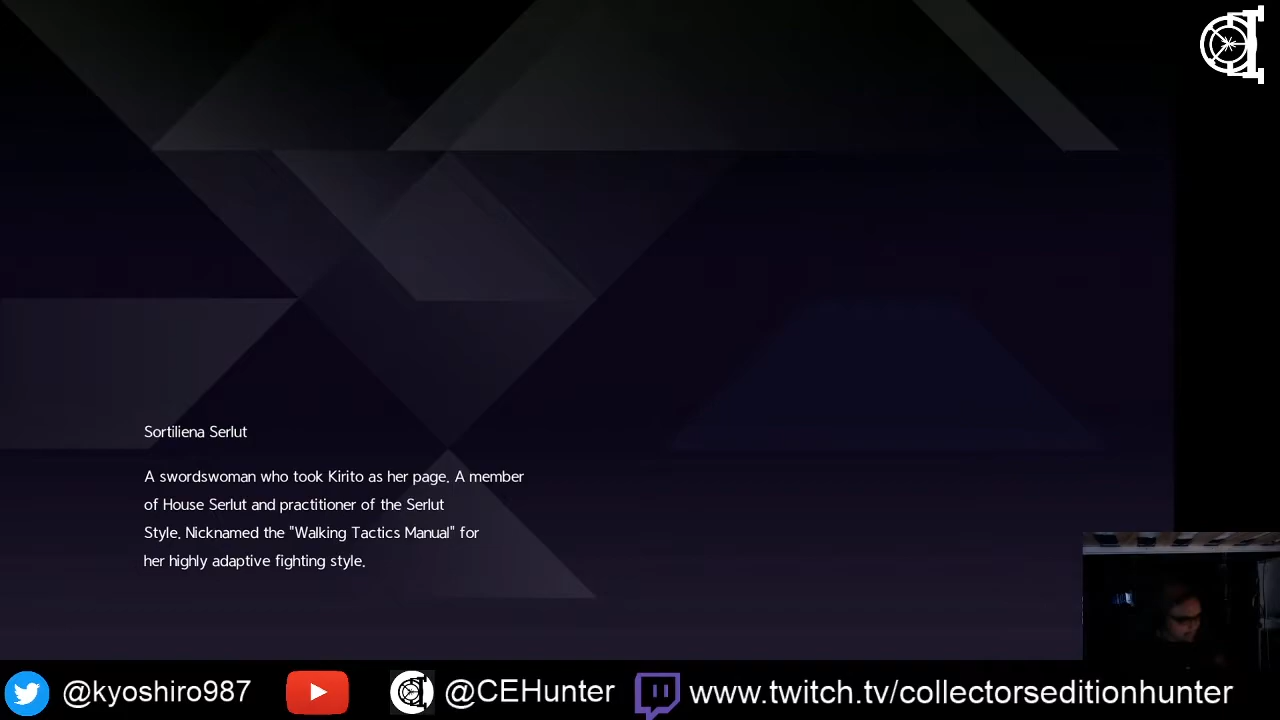 Sortiliena Serlut
A swordswoman who took Kirito as her page. A member
of House Serlut and practitioner of the Serlut
Style. Nicknamed the "Walking Tactics Manual" for
her highly adaptive fighting style.
@kyoshiro987 @CEHunter www.twitch.tv/collectorseditionhunter